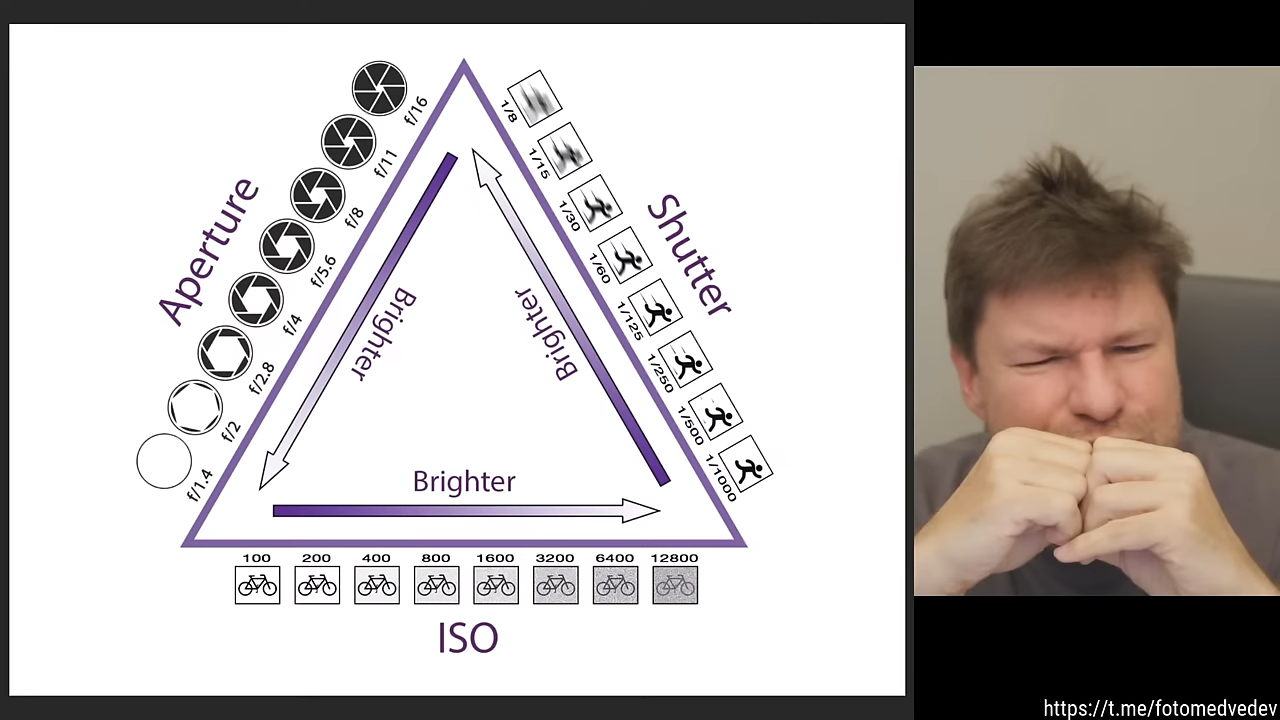 Aperture
f/16
f/11
f/8
f/5.6
f/4
f/2.8
f/2
f/1.4
Brighter
Shutter
1/8
1/15
1/30
1/60
1/125
1/250
1/500
1/1000
Brighter
Brighter
100 200 400 800 1600 3200 6400 12800
ISO
https://t.me/fotomedvedev